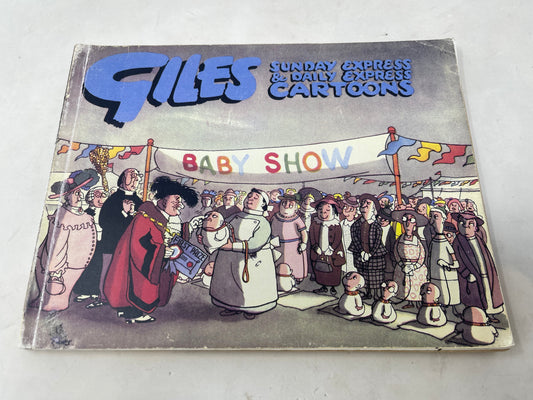 GILES
SUNDAY EXPRESS
& DAILY EXPRESS
CARTOONS
BABY SHOW